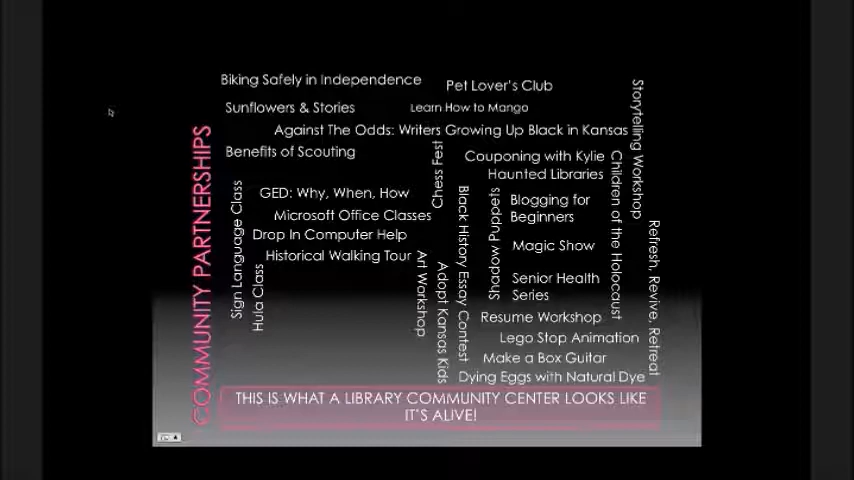 COMMUNITY PARTNERSHIPS
Biking Safely in Independence
Pet Lover's Club
Sunflowers & Stories
Learn How to Mango
Against The Odds: Writers Growing Up Black in Kansas
Benefits of Scouting
Couponing with Kylie
Haunted Libraries
GED: Why, When, How
Microsoft Office Classes
Drop In Computer Help
Historical Walking Tour
Sign Language Class
Hula Class
Chess Fest
Art Workshop
Adopt Kansas Kids
Black History Essay Contest
Shadow Puppets
Blogging for
Beginners
Magic Show
Senior Health
Series
Resume Workshop
Lego Stop Animation
Make a Box Guitar
Dying Eggs with Natural Dye
Children of the Holocaust
Storytelling Workshop
Refresh, Revive, Retreat
THIS IS WHAT A LIBRARY COMMUNITY CENTER LOOKS LIKE
IT'S ALIVE!